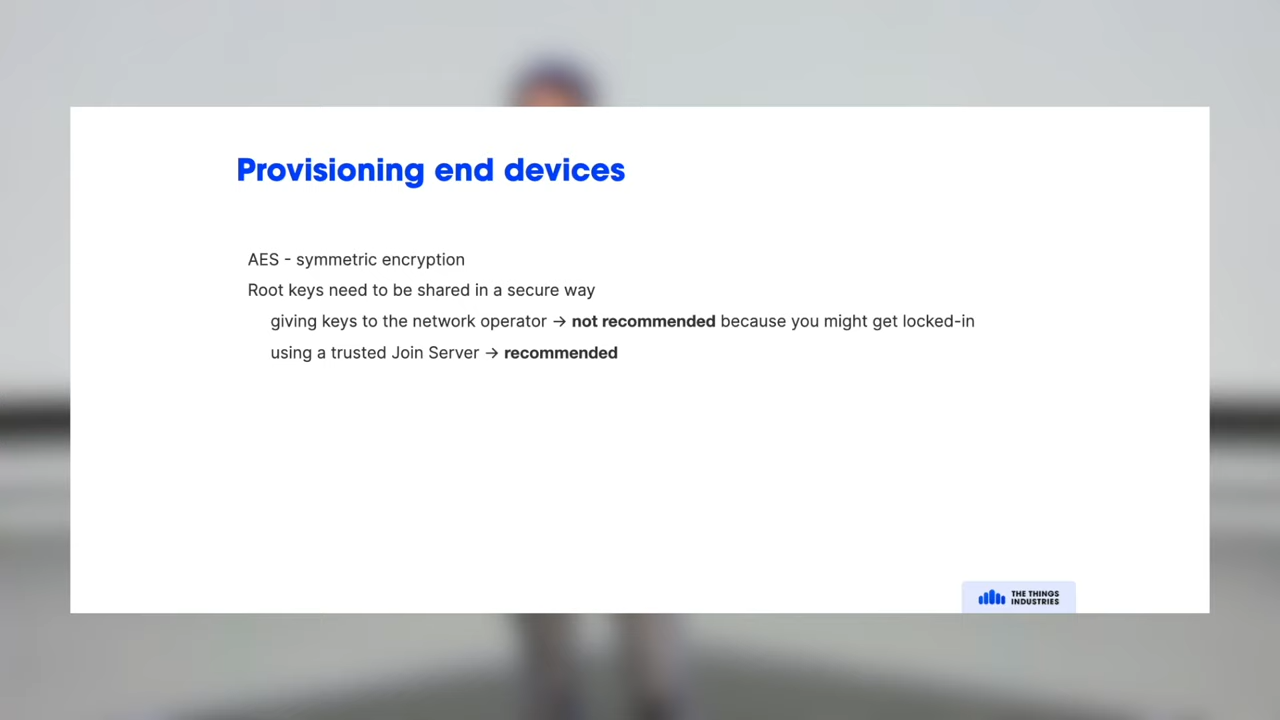 Provisioning end devices
AES - symmetric encryption
Root keys need to be shared in a secure way
giving keys to the network operator → not recommended because you might get locked-in
using a trusted Join Server → recommended
THE THINGS
INDUSTRIES